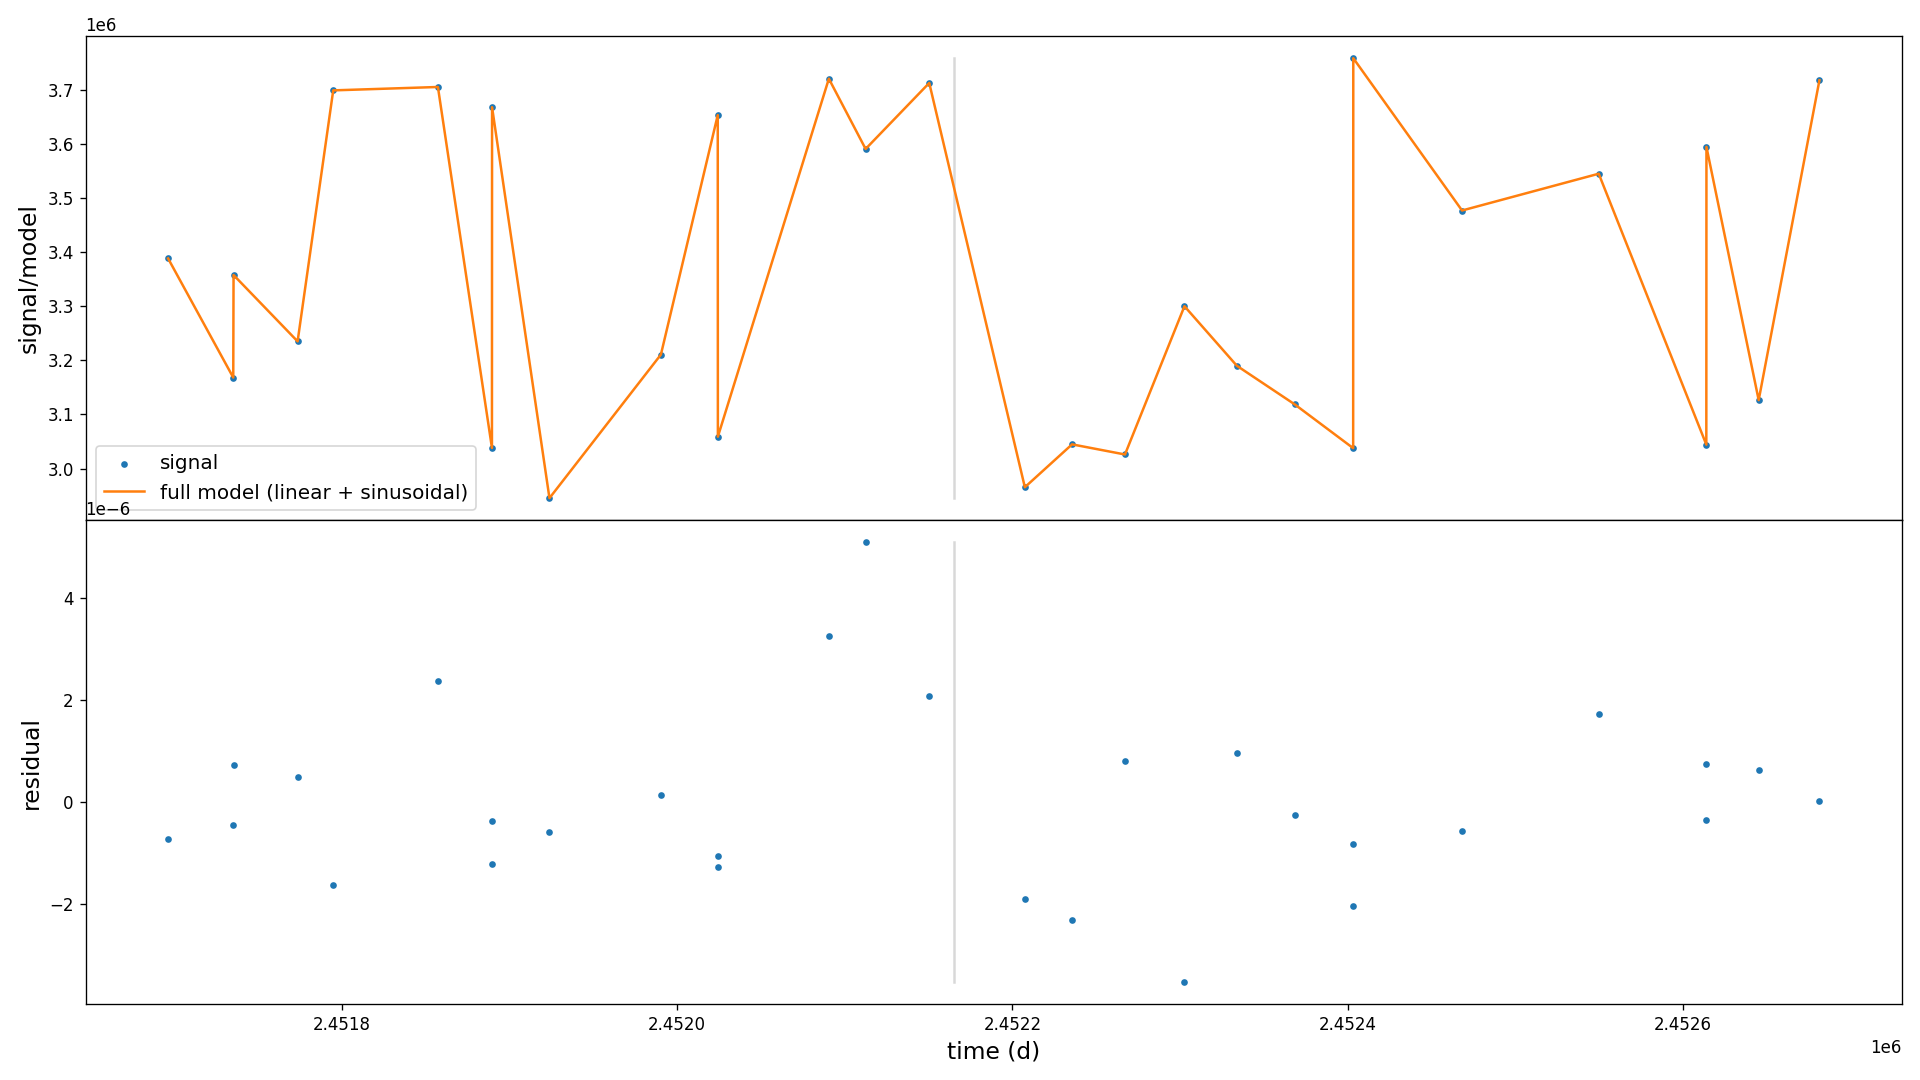 1e6
3.7
3.6
3.5
3.4
3.3
3.2
3.1
3.0
signal/model
signal
full model (linear + sinusoidal)
1e−6
4
2
0
−2
residual
2.4518 2.4520 2.4522 2.4524 2.4526
1e6
time (d)